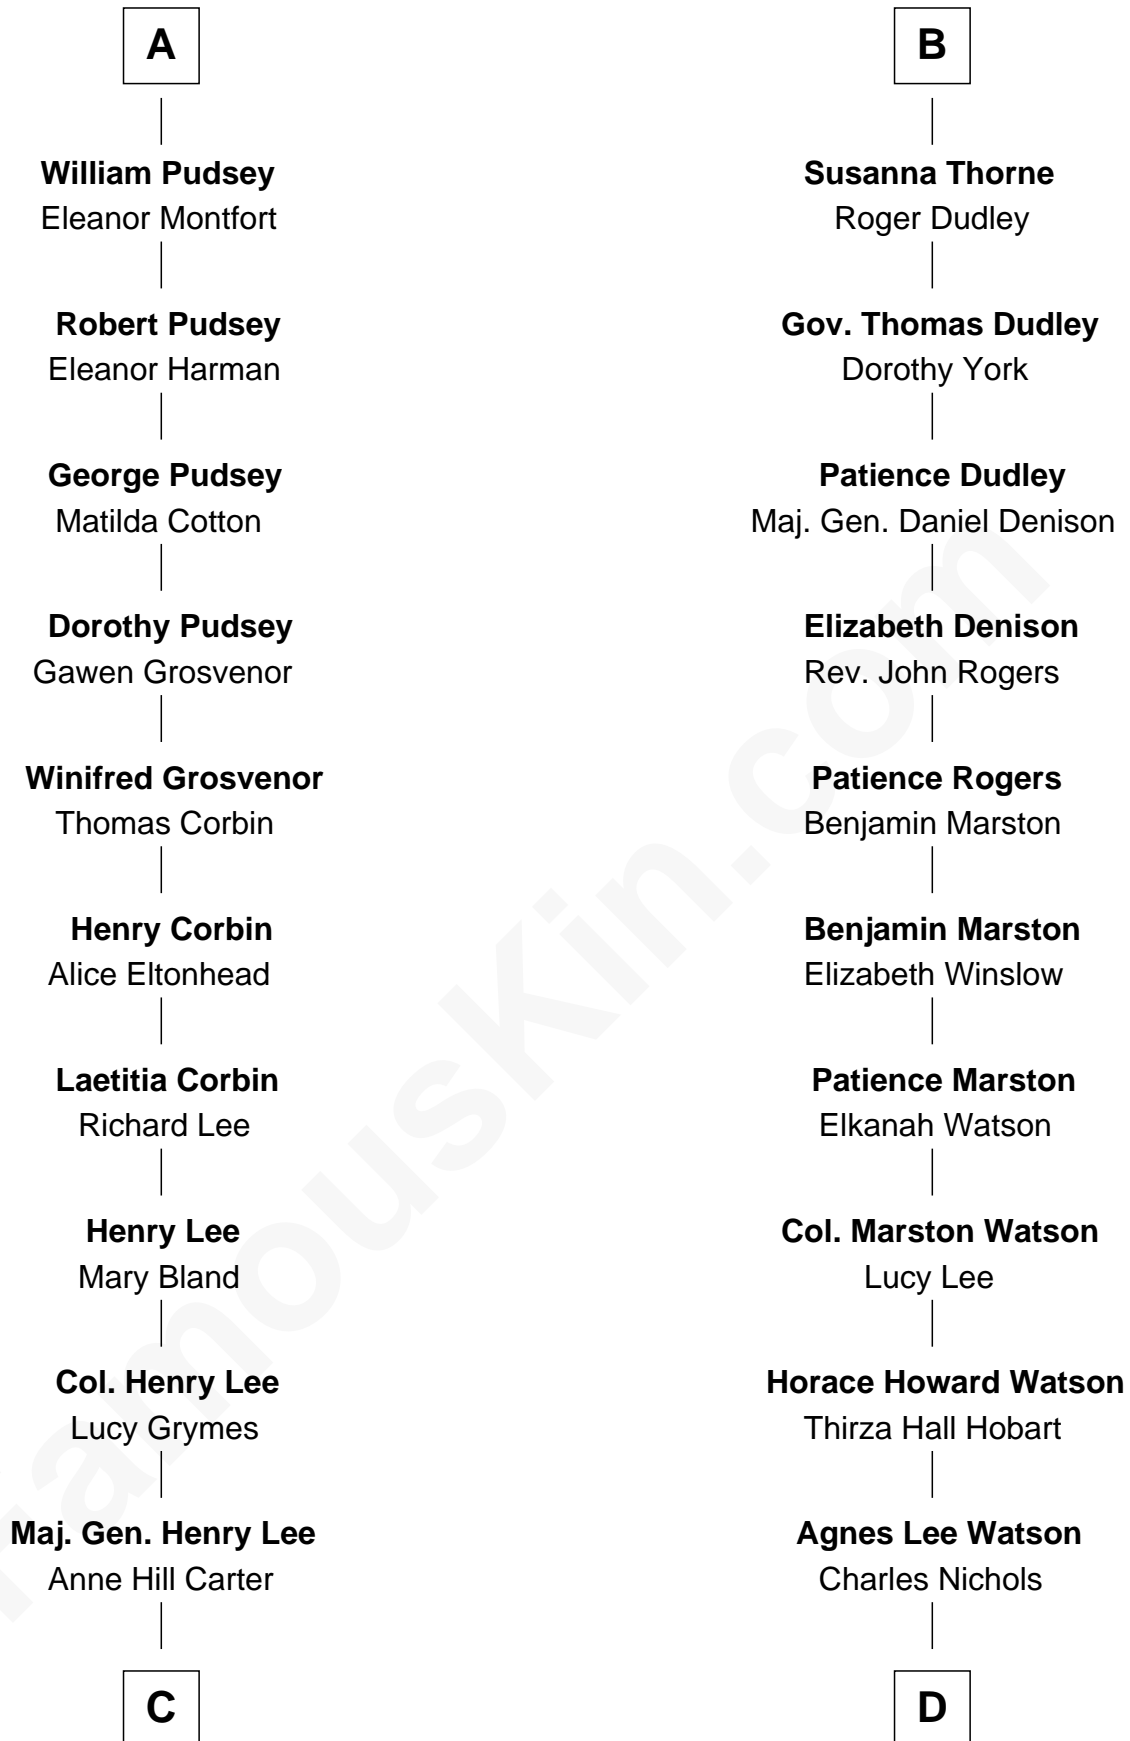 A
William Pudsey
Eleanor Montfort
Robert Pudsey
Eleanor Harman
George Pudsey
Matilda Cotton
Dorothy Pudsey
Gawen Grosvenor
Winifred Grosvenor
Thomas Corbin
Henry Corbin
Alice Eltonhead
Laetitia Corbin
Richard Lee
Henry Lee
Mary Bland
Col. Henry Lee
Lucy Grymes
Maj. Gen. Henry Lee
Anne Hill Carter
C
B
Susanna Thorne
Roger Dudley
Gov. Thomas Dudley
Dorothy York
Patience Dudley
Maj. Gen. Daniel Denison
Elizabeth Denison
Rev. John Rogers
Patience Rogers
Benjamin Marston
Benjamin Marston
Elizabeth Winslow
Patience Marston
Elkanah Watson
Col. Marston Watson
Lucy Lee
Horace Howard Watson
Thirza Hall Hobart
Agnes Lee Watson
Charles Nichols
D
famouskin.com